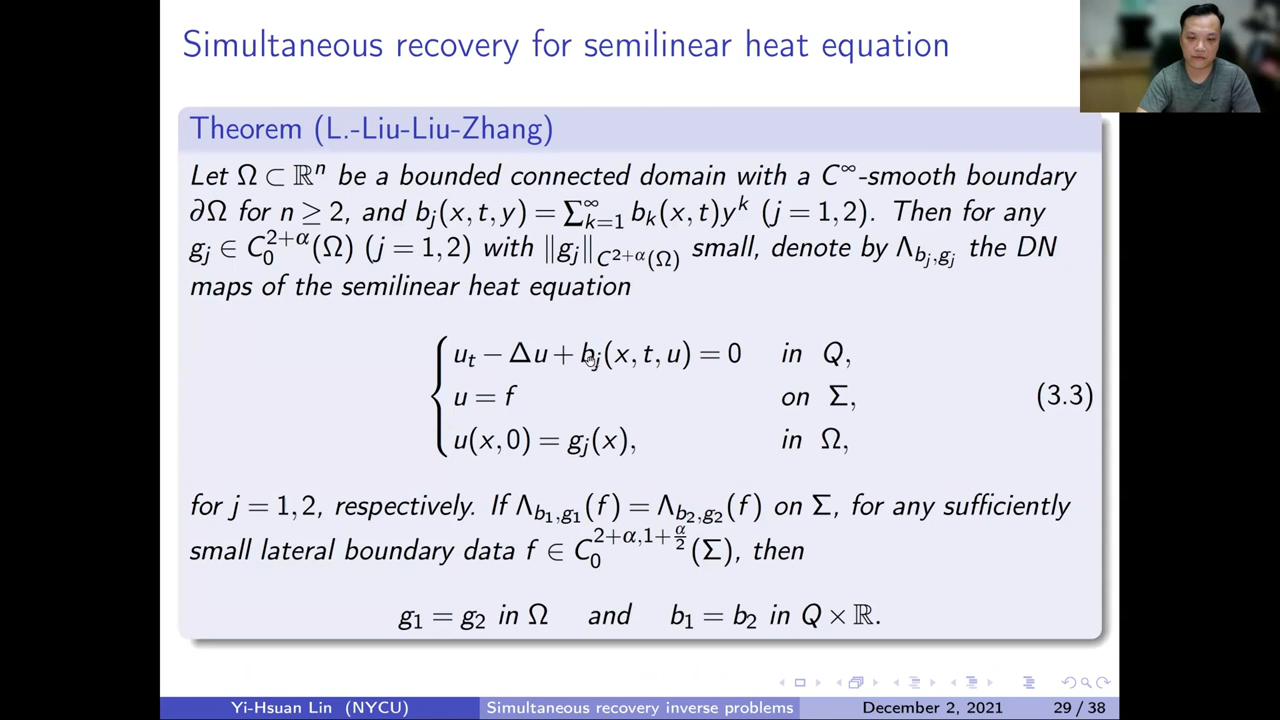 Simultaneous recovery for semilinear heat equation
Theorem (L.-Liu-Liu-Zhang)
Let Ω ⊂ ℝⁿ be a bounded connected domain with a C^∞-smooth boundary
∂Ω for n ≥ 2, and b_j(x, t, y) = ∑_{k=1}^∞ b_k(x, t)y^k (j = 1, 2). Then for any
g_j ∈ C_0^{2+α}(Ω) (j = 1, 2) with ‖g_j‖_{C^{2+α}(Ω)} small, denote by Λ_{b_j,g_j} the DN
maps of the semilinear heat equation
u_t − Δu + b_j(x, t, u) = 0 in Q,
u = f on Σ,
u(x, 0) = g_j(x), in Ω,
(3.3)
for j = 1, 2, respectively. If Λ_{b_1,g_1}(f) = Λ_{b_2,g_2}(f) on Σ, for any sufficiently
small lateral boundary data f ∈ C_0^{2+α,1+α/2}(Σ), then
g_1 = g_2 in Ω and b_1 = b_2 in Q × ℝ.
Yi-Hsuan Lin (NYCU) Simultaneous recovery inverse problems December 2, 2021 29 / 38